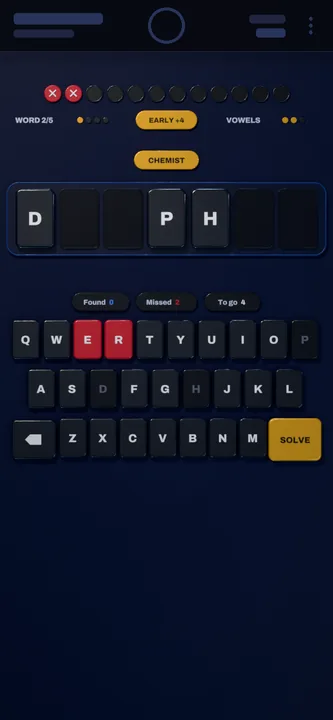 WORD 2/5 EARLY +4 VOWELS
CHEMIST
D P H
Found 0 Missed 2 To go 4
Q W E R T Y U I O P
A S D F G H J K L
Z X C V B N M SOLVE